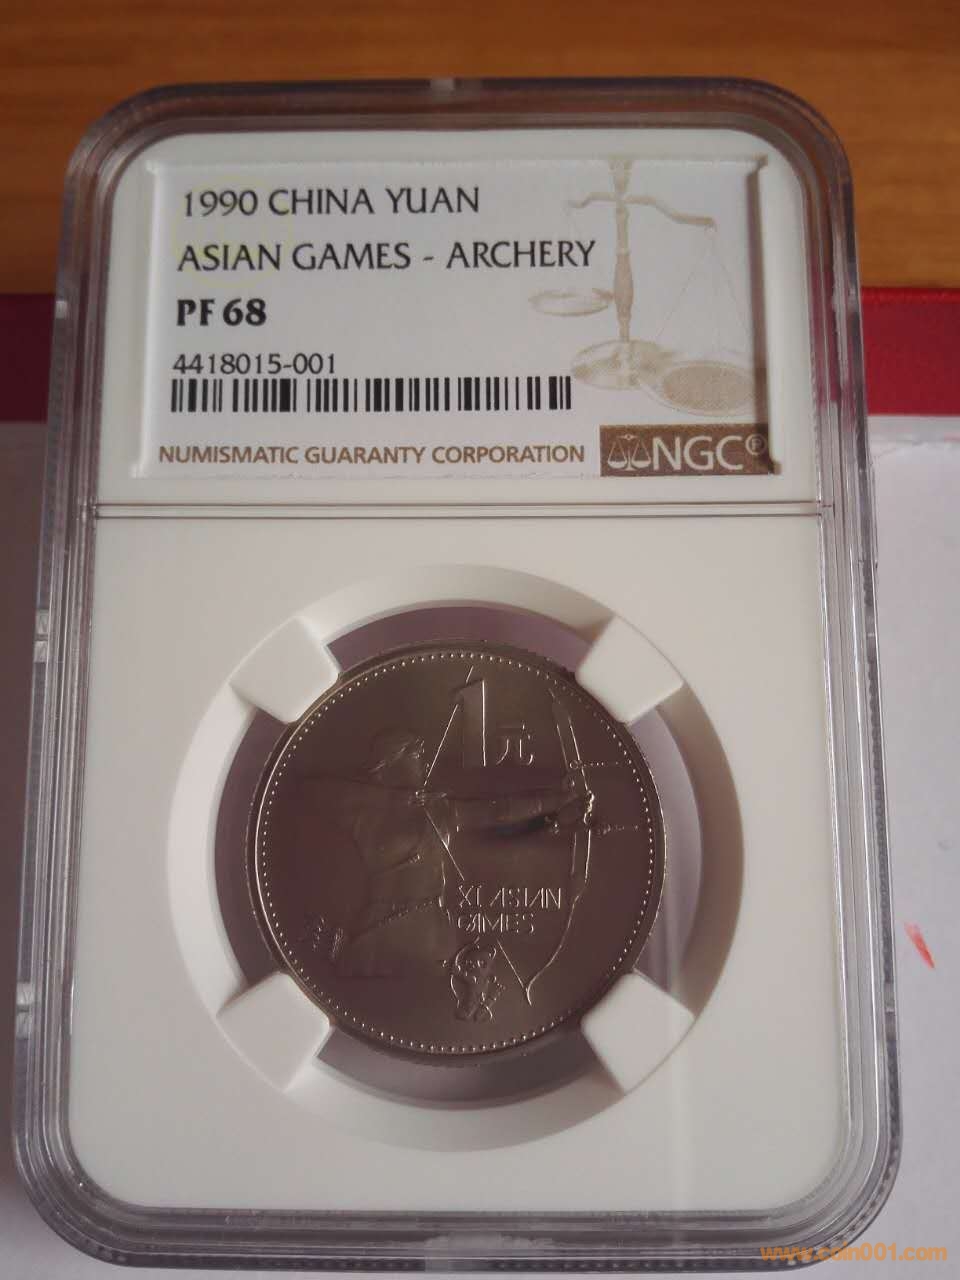 1990 CHINA YUAN
ASIAN GAMES - ARCHERY
PF 68
4418015-001
NUMISMATIC GUARANTY CORPORATION
NGC®
1元
XI ASIAN
GAMES
www.coin001.com